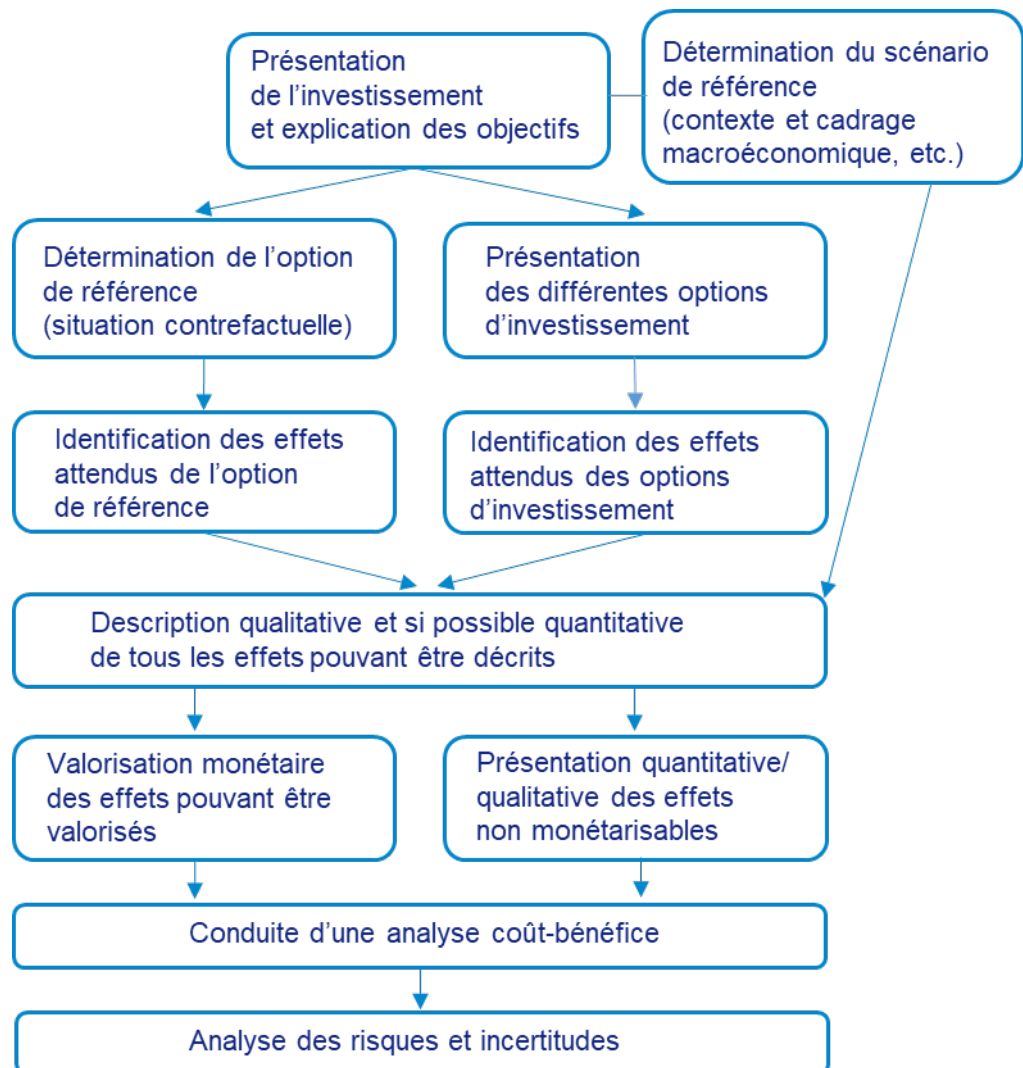 Présentation
de l’investissement
et explication des objectifs
Détermination du scénario
de référence
(contexte et cadrage
macroéconomique, etc.)
Détermination de l’option
de référence
(situation contrefactuelle)
Présentation
des différentes options
d’investissement
Identification des effets
attendus de l’option
de référence
Identification des effets
attendus des options
d’investissement
Description qualitative et si possible quantitative
de tous les effets pouvant être décrits
Valorisation monétaire
des effets pouvant être
valorisés
Présentation quantitative/
qualitative des effets
non monétarisables
Conduite d’une analyse coût-bénéfice
Analyse des risques et incertitudes